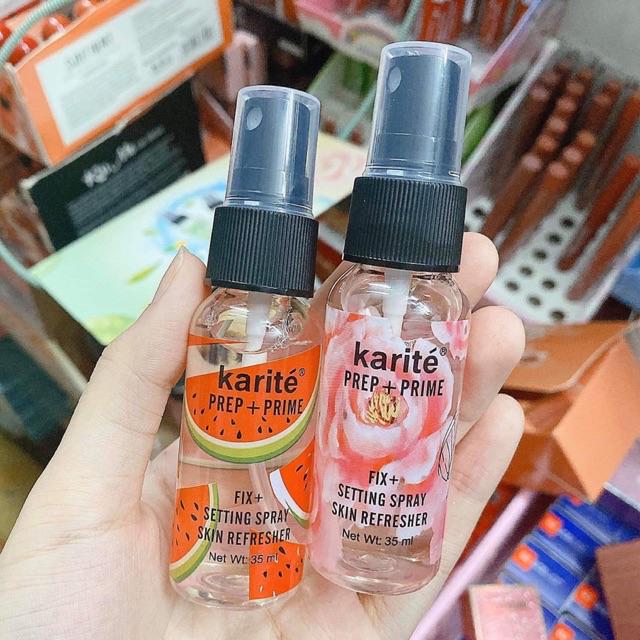 karité®
PREP + PRIME
FIX+
SETTING SPRAY
SKIN REFRESHER
Net Wt: 35 ml
karité®
PREP + PRIME
FIX+
SETTING SPRAY
SKIN REFRESHER
Net Wt: 35 ml